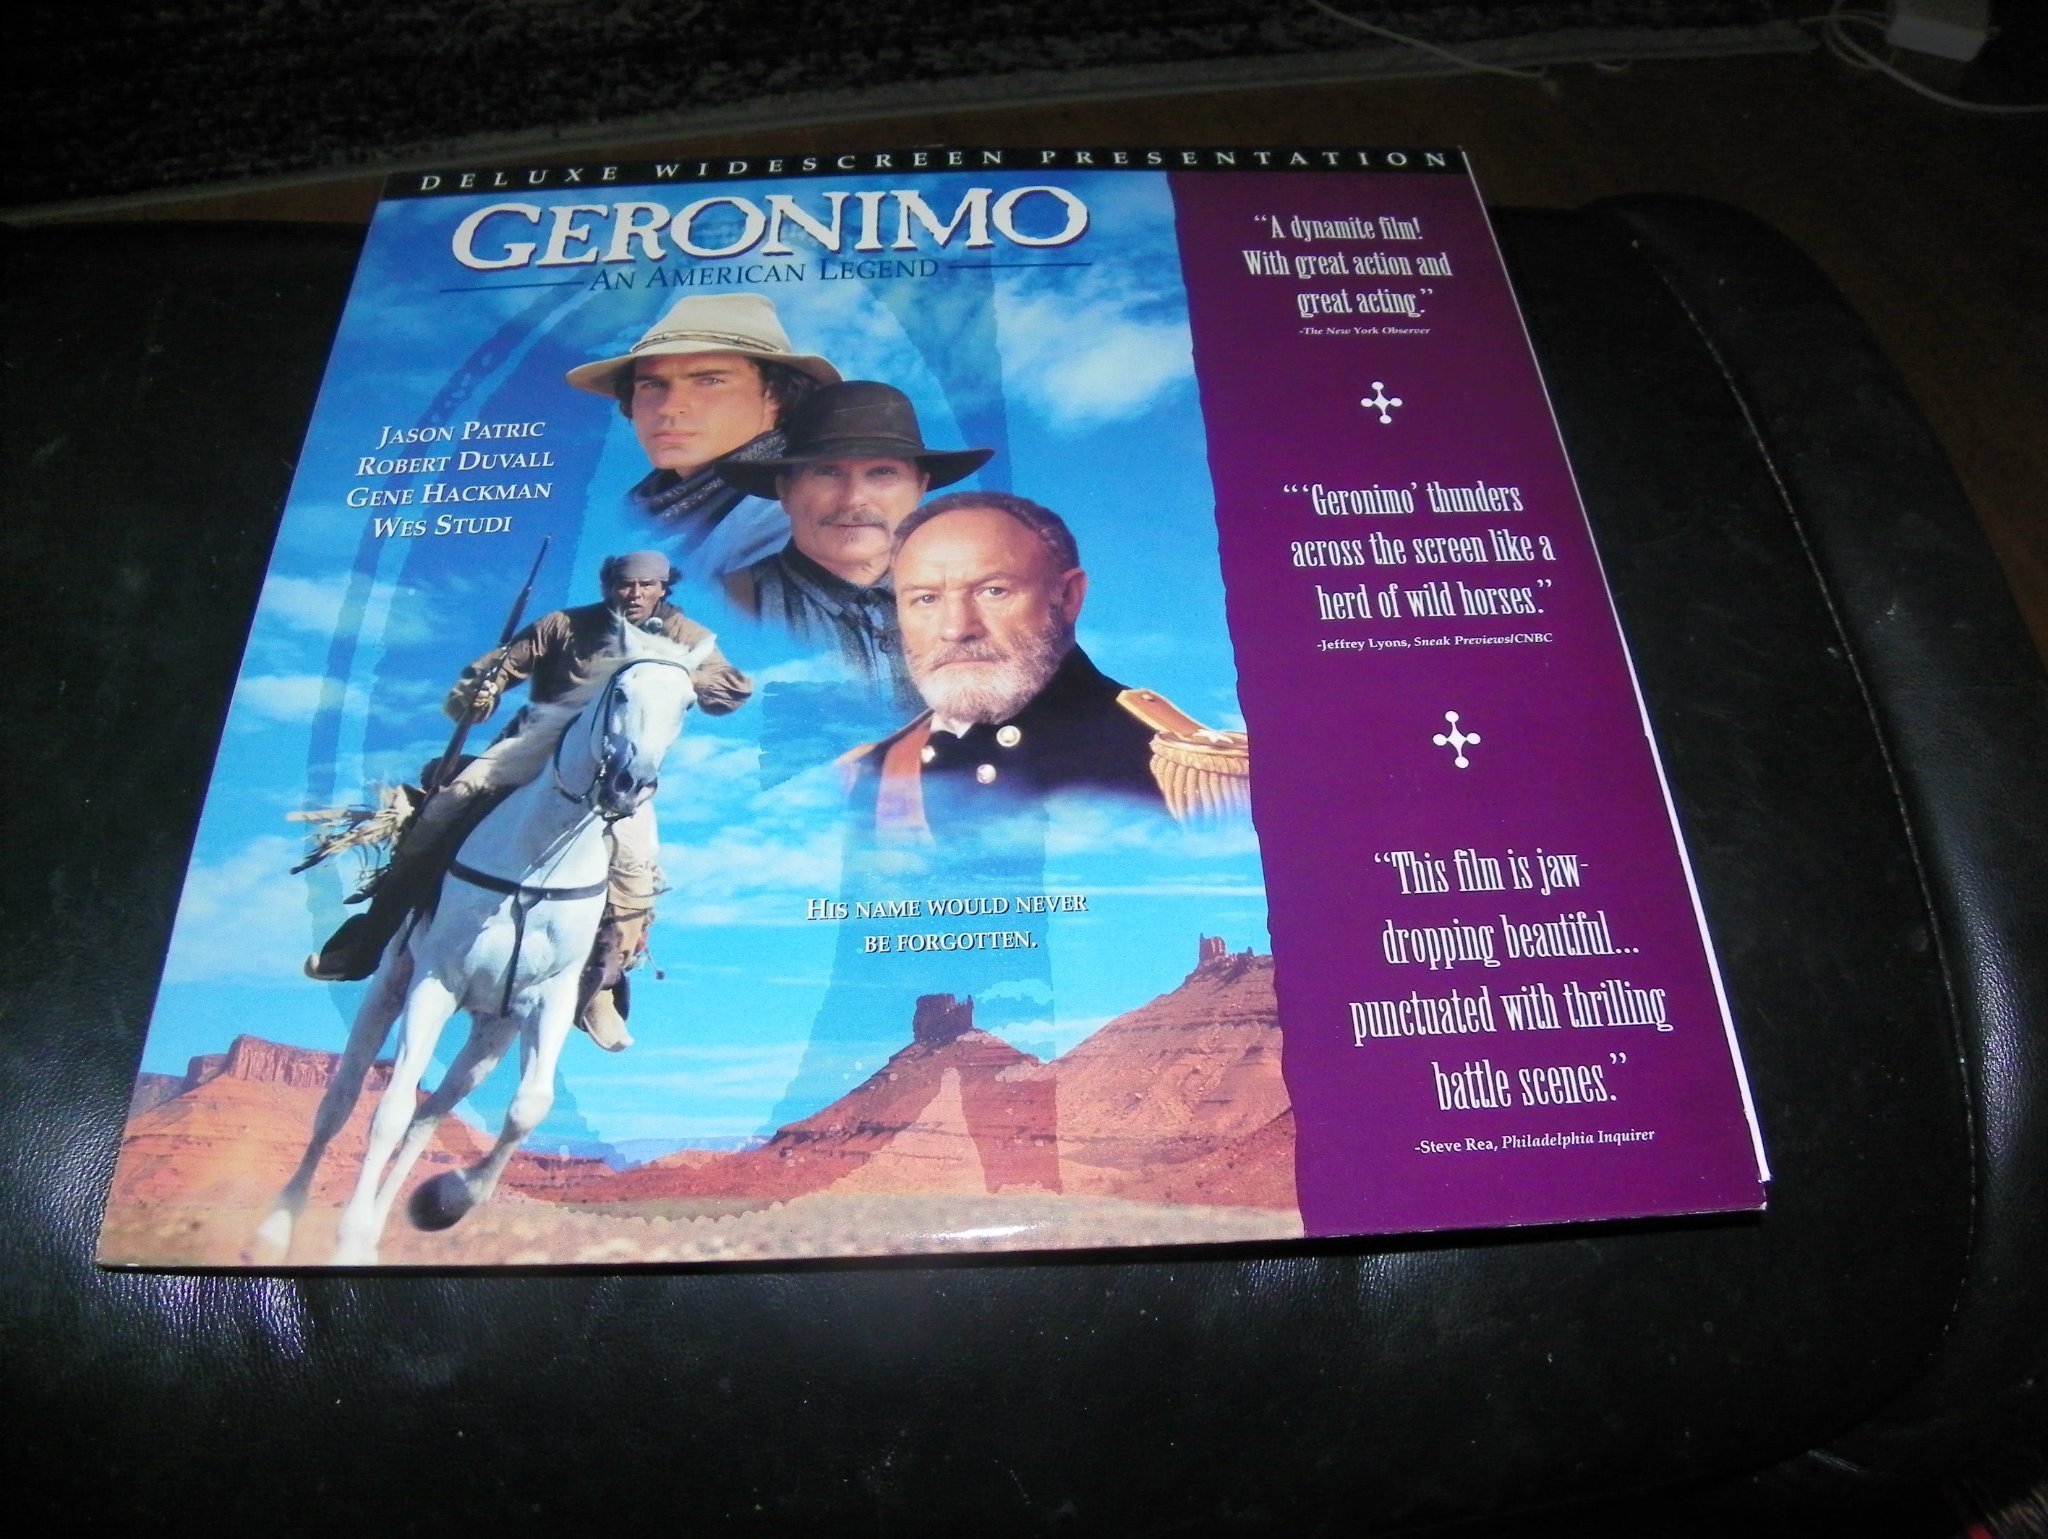 DELUXE WIDESCREEN PRESENTATION
GERONIMO
AN AMERICAN LEGEND
JASON PATRIC
ROBERT DUVALL
GENE HACKMAN
WES STUDI
HIS NAME WOULD NEVER
BE FORGOTTEN.
“A dynamite film!
With great action and
great acting.”
-The New York Observer
“‘Geronimo’ thunders
across the screen like a
herd of wild horses.”
-Jeffrey Lyons, Sneak Previews/CNBC
“This film is jaw-
dropping beautiful...
punctuated with thrilling
battle scenes.”
-Steve Rea, Philadelphia Inquirer